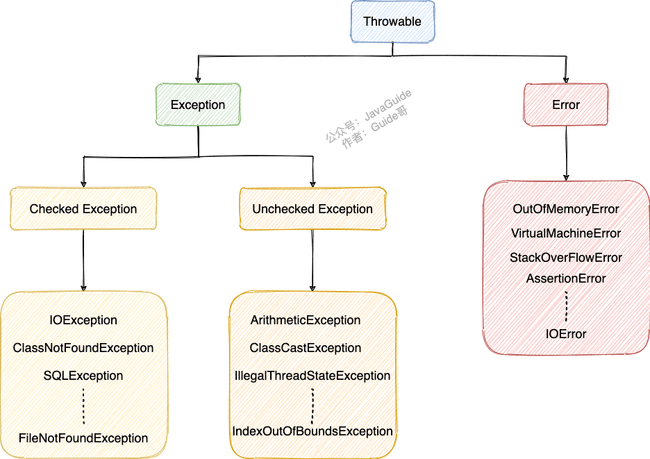 Throwable
Exception
Error
公众号：JavaGuide
作者：Guide哥
Checked Exception
Unchecked Exception
IOException
ClassNotFoundException
SQLException
FileNotFoundException
ArithmeticException
ClassCastException
IllegalThreadStateException
IndexOutOfBoundsException
OutOfMemoryError
VirtualMachineError
StackOverFlowError
AssertionError
IOError